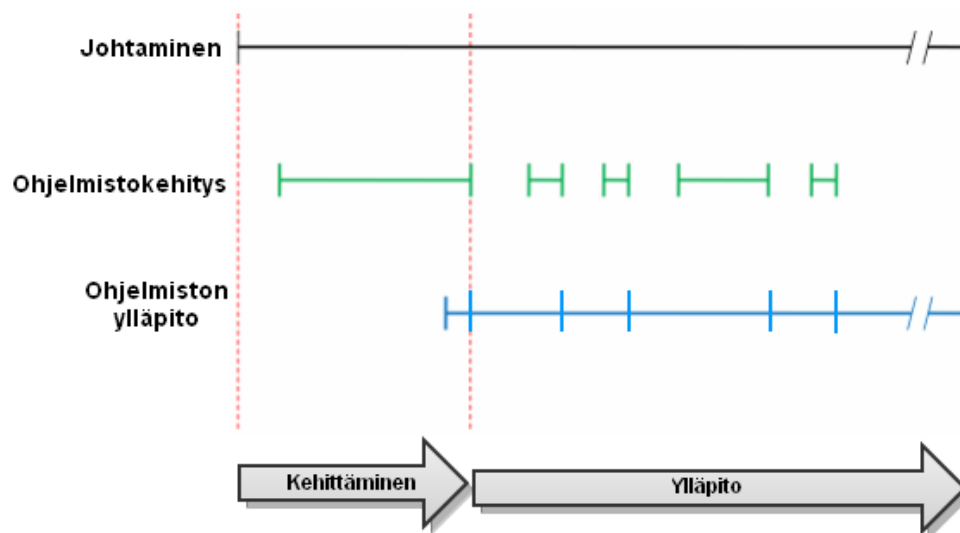 Johtaminen
Ohjelmistokehitys
Ohjelmiston
ylläpito
Kehittäminen
Ylläpito